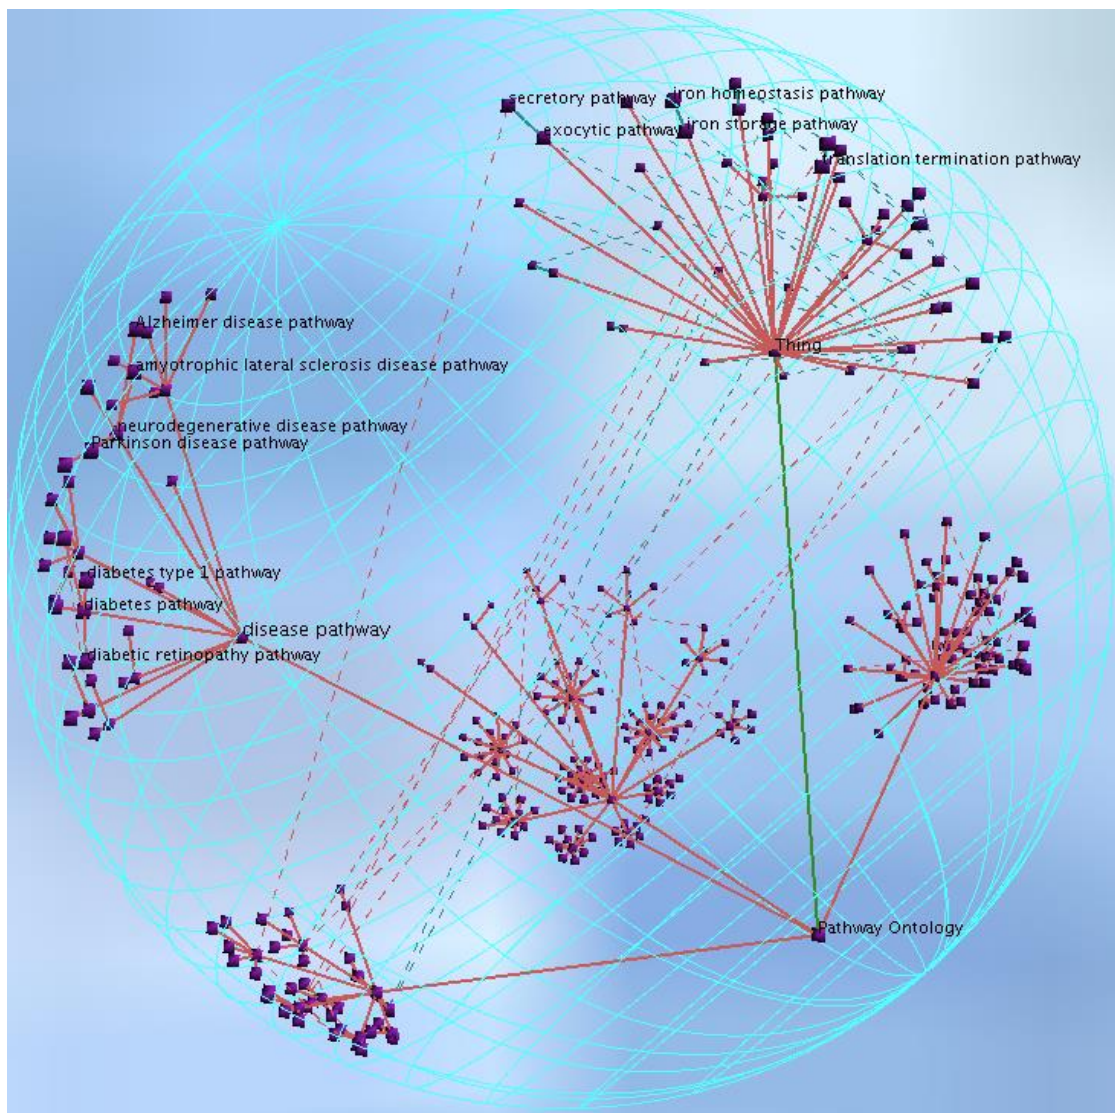 secretory pathway
iron homeostasis pathway
exocytic pathway
iron storage pathway
translation termination pathway
Alzheimer disease pathway
Thing
amyotrophic lateral sclerosis disease pathway
neurodegenerative disease pathway
Parkinson disease pathway
diabetes type 1 pathway
diabetes pathway
disease pathway
diabetic retinopathy pathway
Pathway Ontology